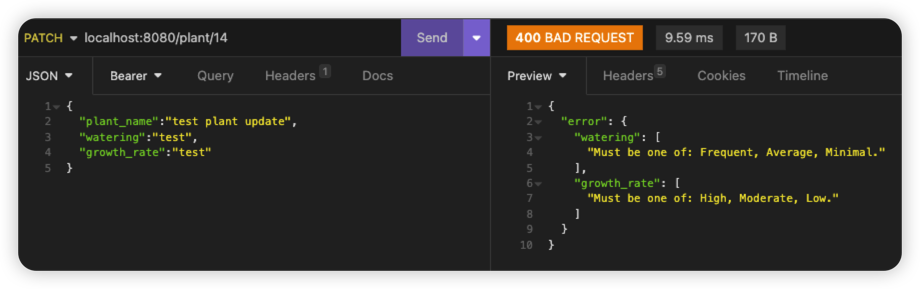 PATCH localhost:8080/plant/14 Send
JSON Bearer Query Headers 1 Docs
1 {
2 "plant_name":"test plant update",
3 "watering":"test",
4 "growth_rate":"test"
5 }
400 BAD REQUEST 9.59 ms 170 B
Preview Headers 5 Cookies Timeline
1 {
2 "error": {
3 "watering": [
4 "Must be one of: Frequent, Average, Minimal."
5 ],
6 "growth_rate": [
7 "Must be one of: High, Moderate, Low."
8 ]
9 }
10 }